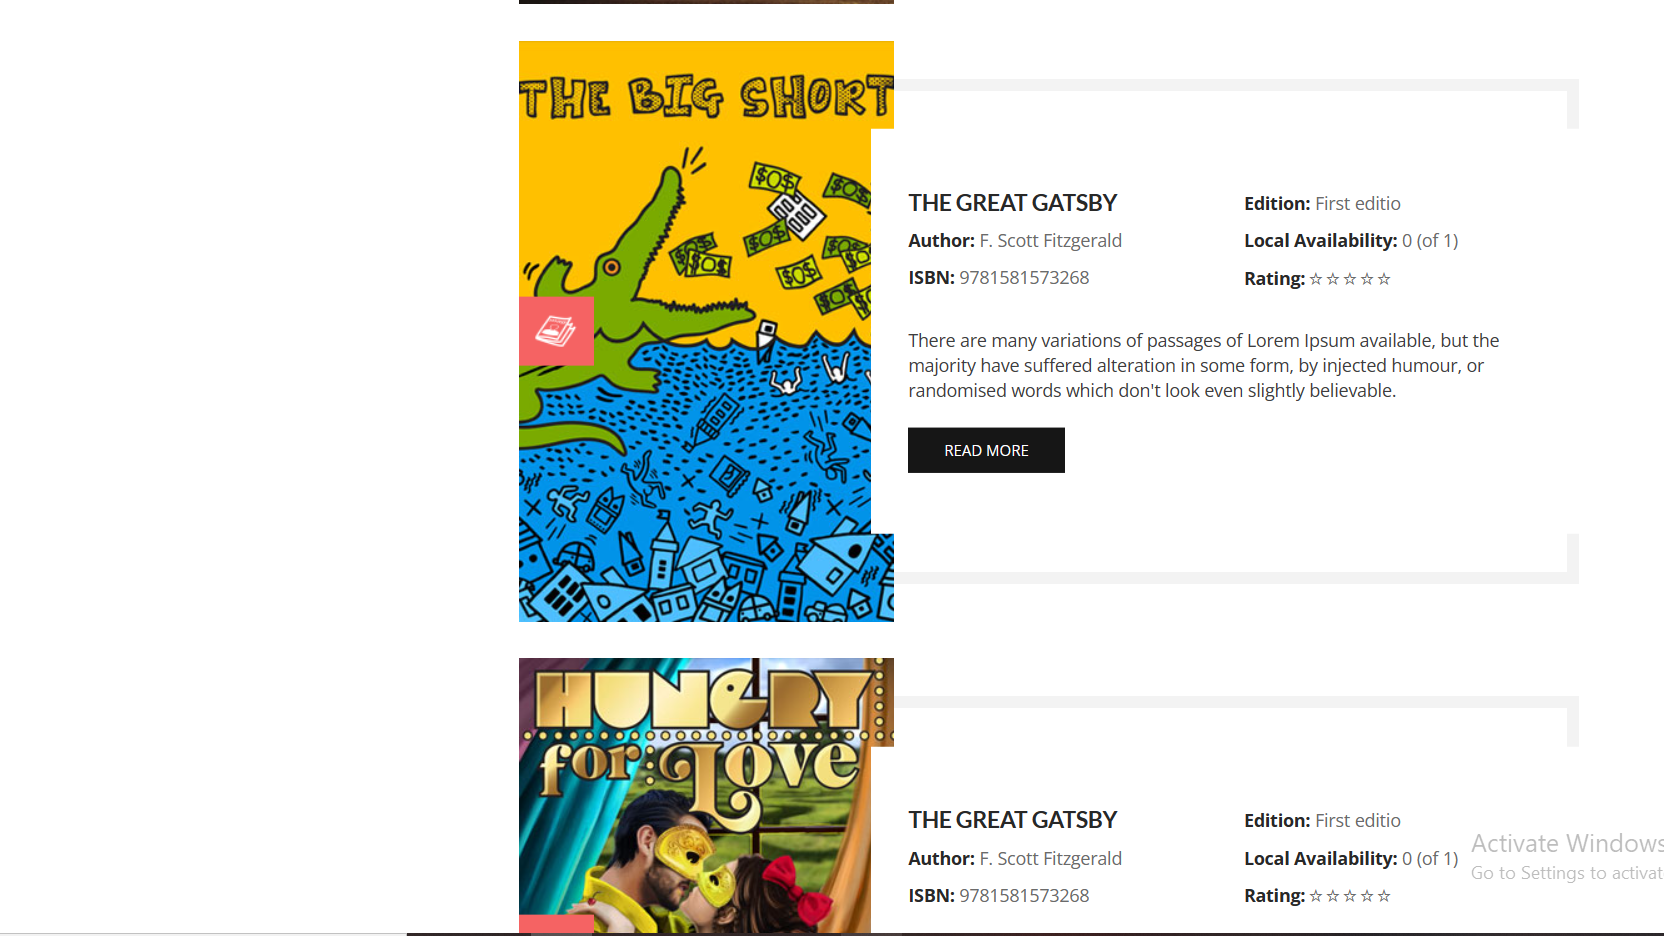 THE BIG SHORT
$O$
$O$
$O$
$O$
$O$
$O$
$O$
THE GREAT GATSBY
Edition: First editio
Author: F. Scott Fitzgerald
Local Availability: 0 (of 1)
ISBN: 9781581573268
Rating: ☆☆☆☆☆
There are many variations of passages of Lorem Ipsum available, but the
majority have suffered alteration in some form, by injected humour, or
randomised words which don't look even slightly believable.
READ MORE
HUNGRY
for Love
THE GREAT GATSBY
Edition: First editio
Author: F. Scott Fitzgerald
Local Availability: 0 (of 1)
ISBN: 9781581573268
Rating: ☆☆☆☆☆
Activate Windows
Go to Settings to activat